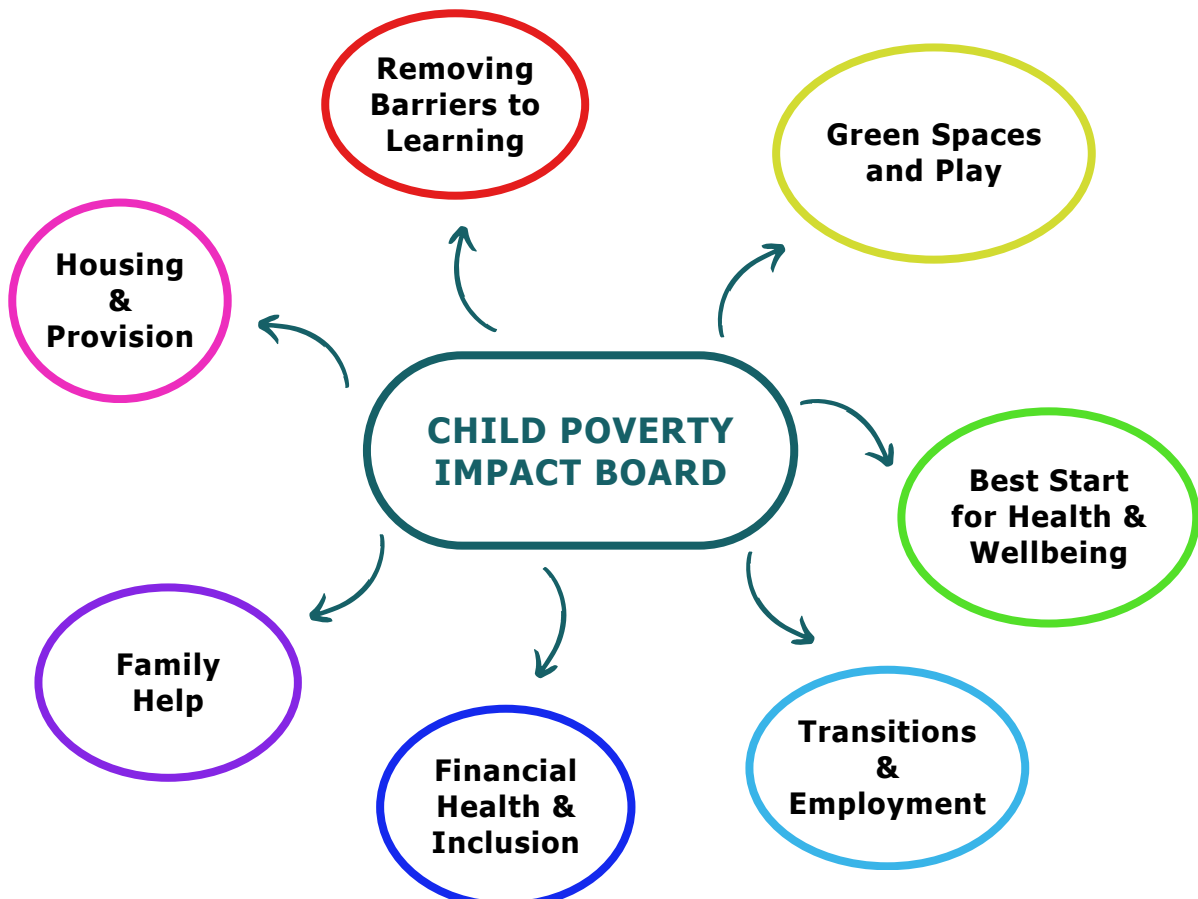 Removing
Barriers to
Learning
Green Spaces
and Play
Housing
&
Provision
CHILD POVERTY
IMPACT BOARD
Best Start
for Health &
Wellbeing
Family
Help
Financial
Health &
Inclusion
Transitions
&
Employment